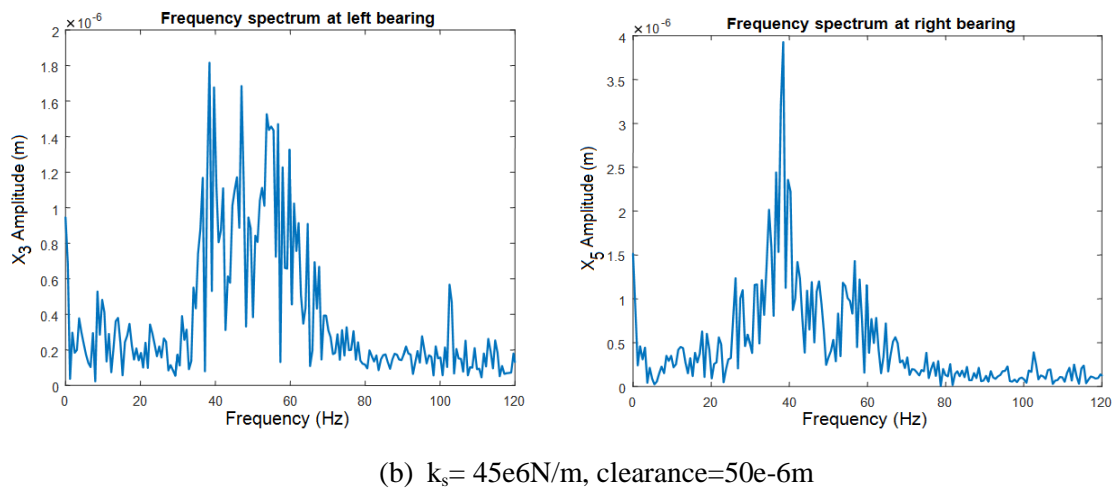 Frequency spectrum at left bearing
×10-6
2
1.8
1.6
1.4
1.2
1
0.8
0.6
0.4
0.2
0
X3 Amplitude (m)
0 20 40 60 80 100 120
Frequency (Hz)
Frequency spectrum at right bearing
×10-6
4
3.5
3
2.5
2
1.5
1
0.5
0
X5 Amplitude (m)
0 20 40 60 80 100 120
Frequency (Hz)
(b) ks= 45e6N/m, clearance=50e-6m